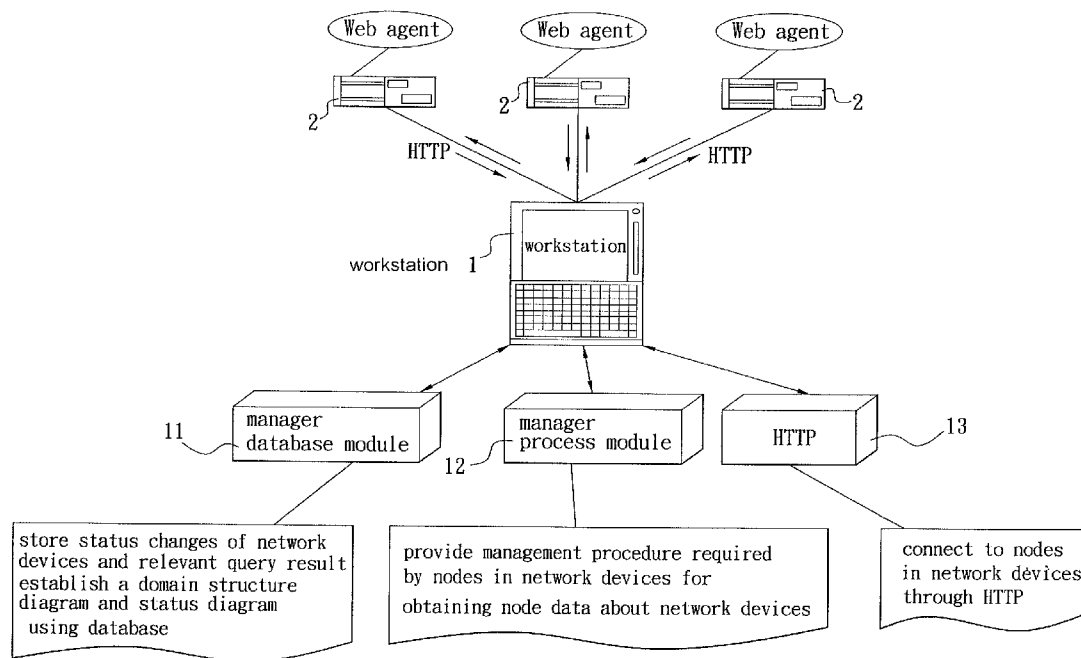 Web agent
Web agent
Web agent
2
2
2
HTTP
HTTP
workstation
workstation 1
manager
database module
11
manager
process module
12
HTTP
13
store status changes of network
devices and relevant query result
establish a domain structure
diagram and status diagram
using database
provide management procedure required
by nodes in network devices for
obtaining node data about network devices
connect to nodes
in network devices
through HTTP